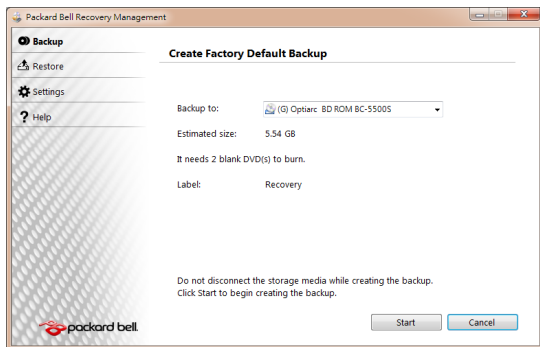 Packard Bell Recovery Management
Backup
Restore
Settings
? Help
Create Factory Default Backup
Backup to: (G) Optiarc BD ROM BC-5500S
Estimated size: 5.54 GB
It needs 2 blank DVD(s) to burn.
Label: Recovery
Do not disconnect the storage media while creating the backup.
Click Start to begin creating the backup.
packard bell.
Start Cancel